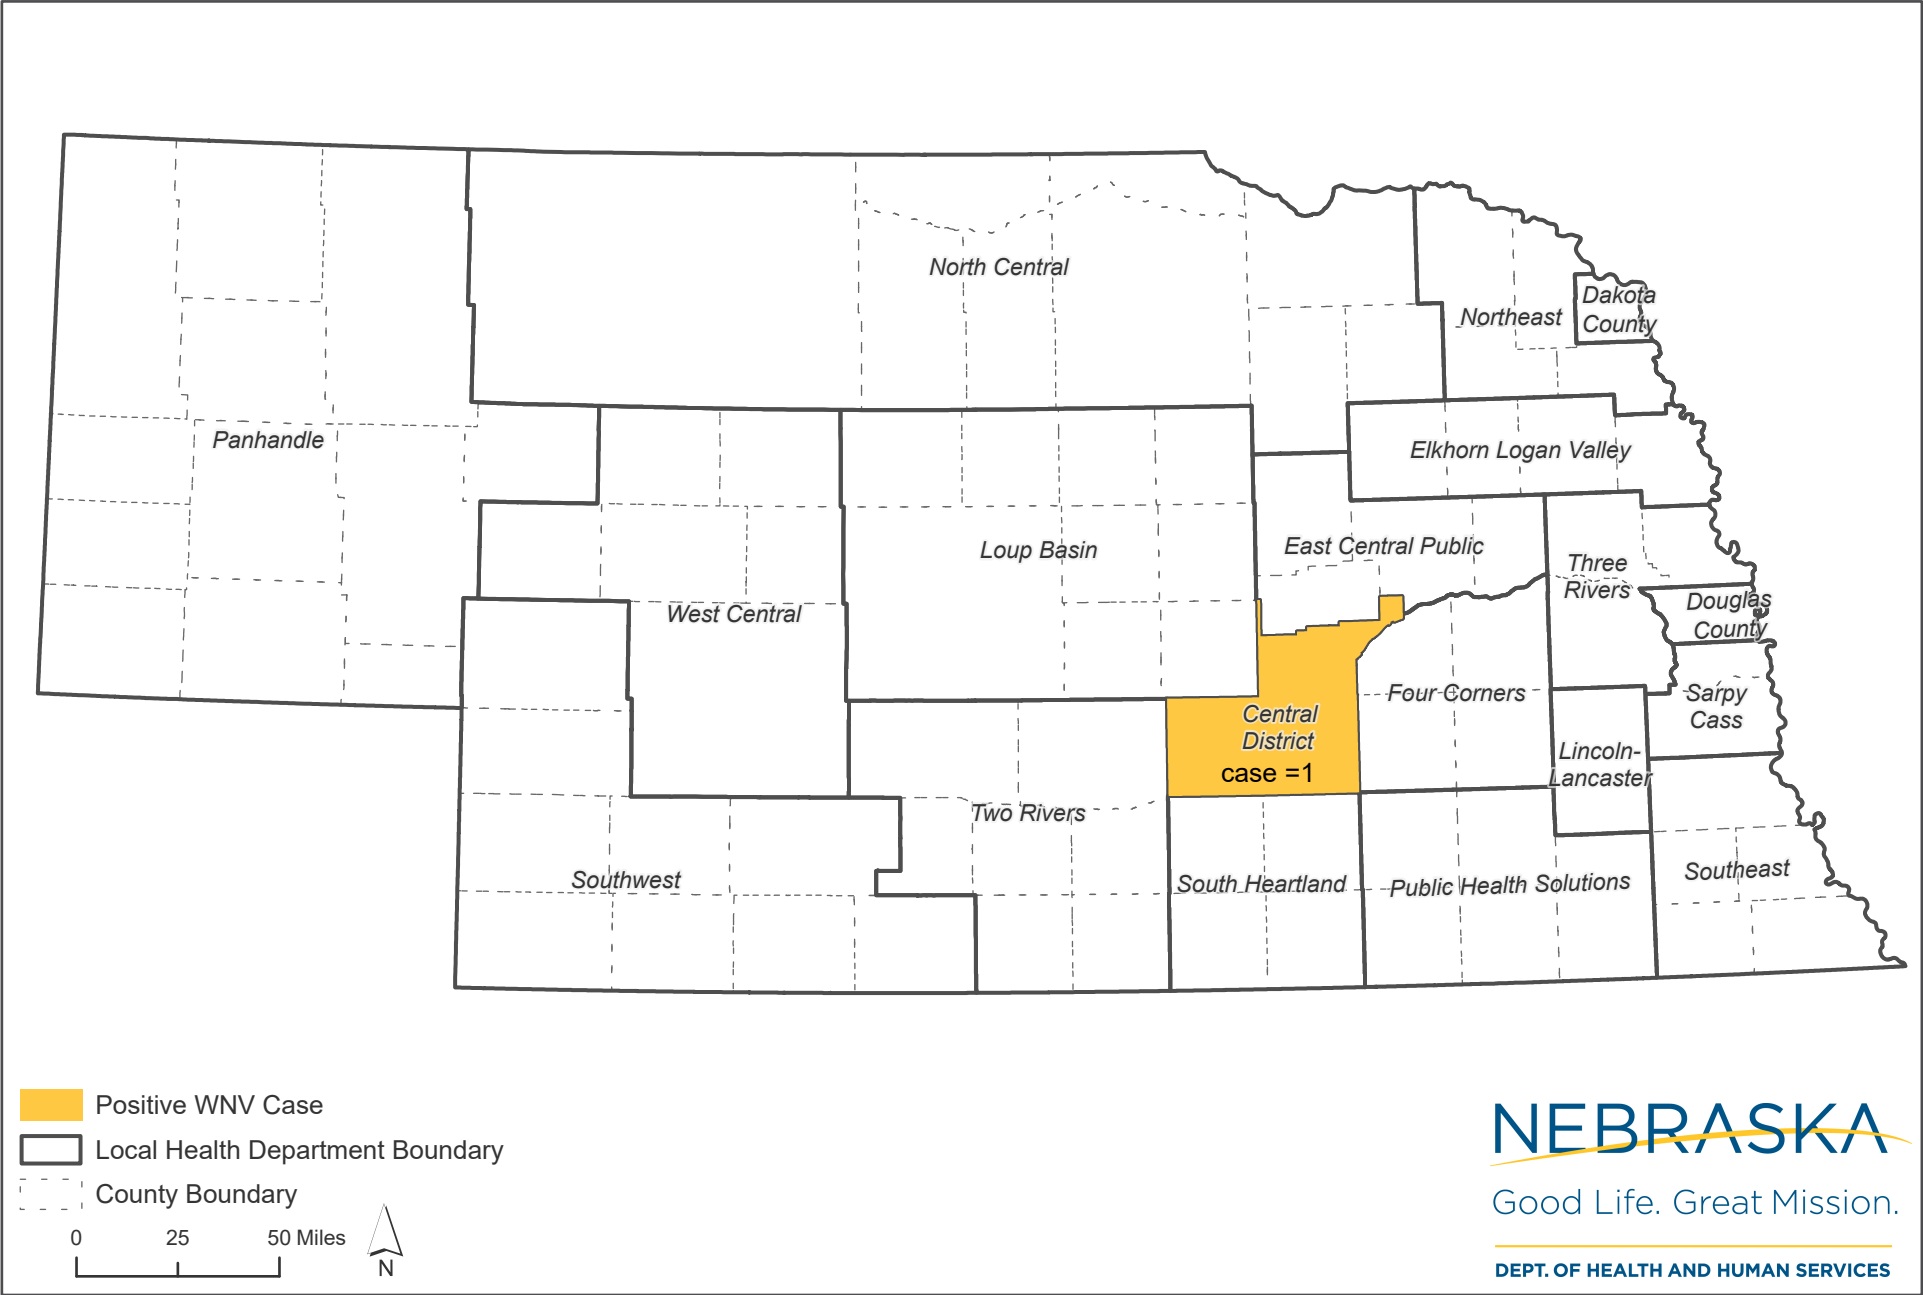 North Central
Northeast
Dakota
County
Panhandle
Elkhorn Logan Valley
Loup Basin
East Central Public
Three
Rivers
Douglas
County
West Central
Four Corners
Sarpy
Cass
Central
District
case =1
Lincoln-
Lancaster
Two Rivers
Southwest
South Heartland
Public Health Solutions
Southeast
Positive WNV Case
Local Health Department Boundary
County Boundary
0 25 50 Miles
N
NEBRASKA
Good Life. Great Mission.
DEPT. OF HEALTH AND HUMAN SERVICES